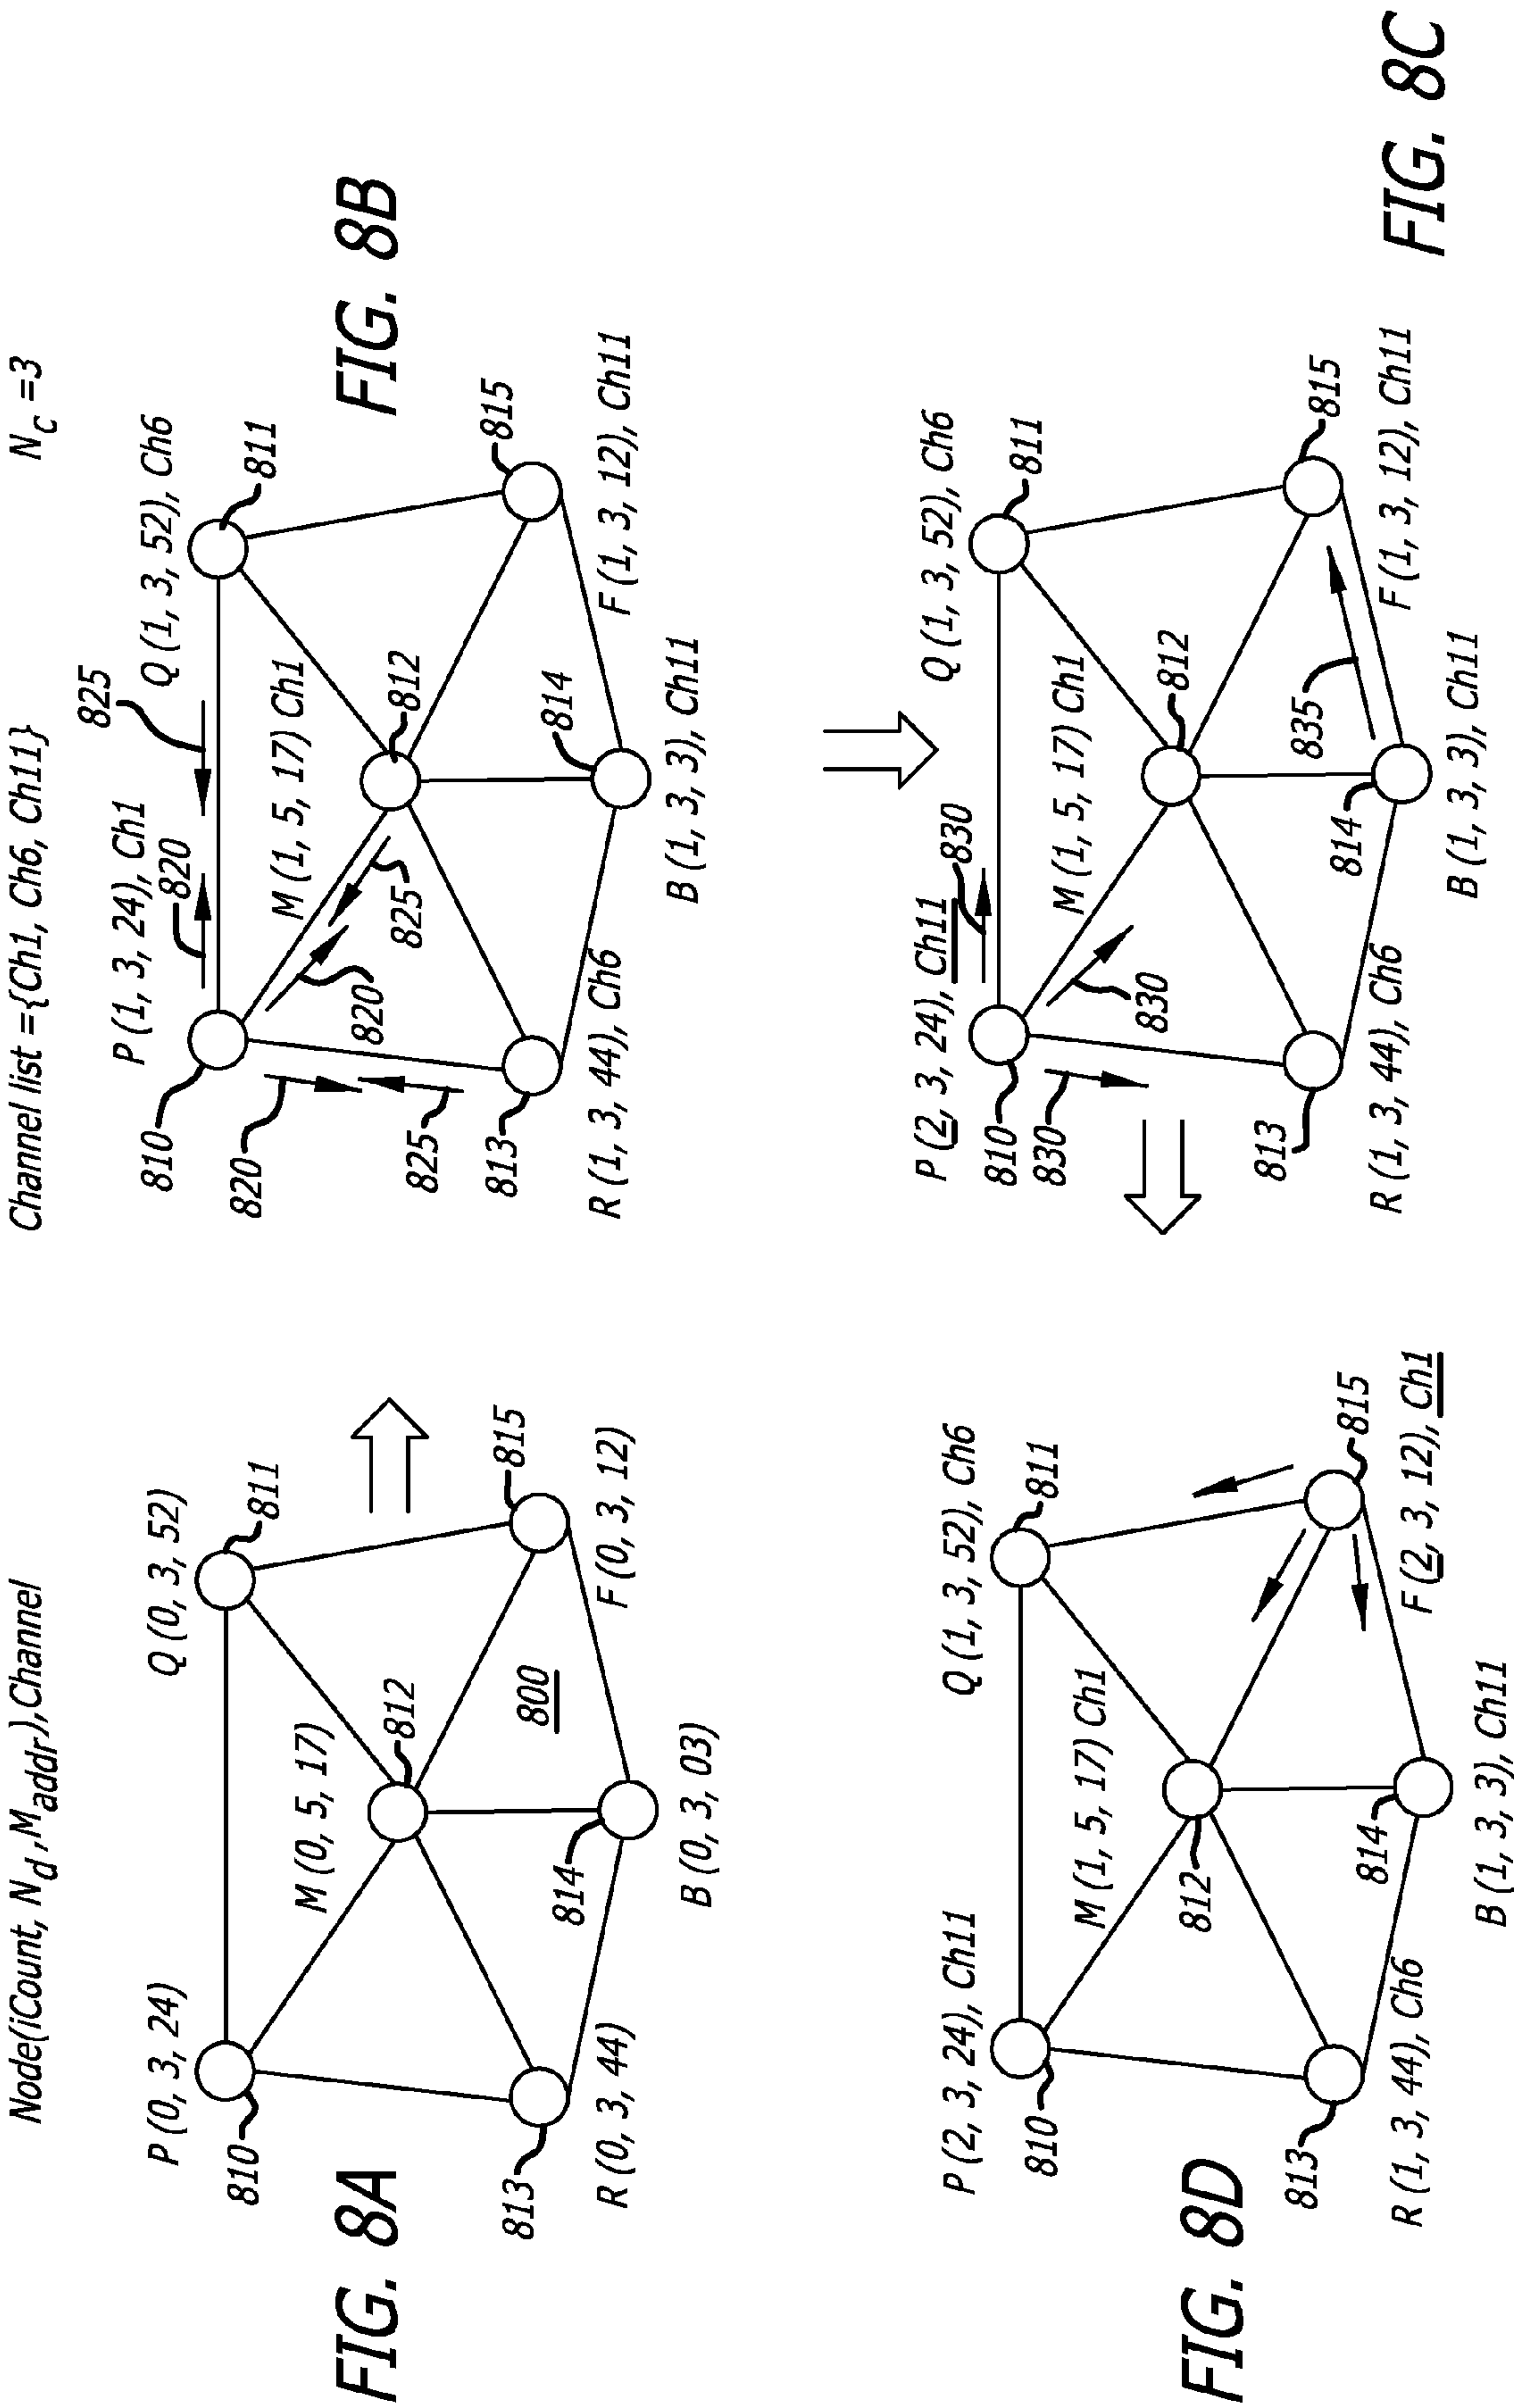 Node(iCount, Nd ,Maddr),Channel
Channel list ={Ch1, Ch6, Ch11}
Nc =3
P (0, 3, 24)
Q (0, 3, 52)
810
811
M (0, 5, 17)
812
800
815
813
814
R (0, 3, 44)
F (0, 3, 12)
B (0, 3, 03)
FIG. 8A
825
P (1, 3, 24), Ch1
Q (1, 3, 52), Ch6
820
810
811
M (1, 5, 17) Ch1
812
820
820
825
825
815
813
814
R (1, 3, 44), Ch6
F (1, 3, 12), Ch11
B (1, 3, 3), Ch11
FIG. 8B
P (2, 3, 24), Ch11
Q (1, 3, 52), Ch6
830
810
811
830
M (1, 5, 17) Ch1
812
830
835
815
813
814
R (1, 3, 44), Ch6
F (1, 3, 12), Ch11
B (1, 3, 3), Ch11
FIG. 8C
P (2, 3, 24), Ch11
Q (1, 3, 52), Ch6
810
811
M (1, 5, 17) Ch1
812
815
813
814
R (1, 3, 44), Ch6
F (2, 3, 12), Ch1
B (1, 3, 3), Ch11
FIG. 8D